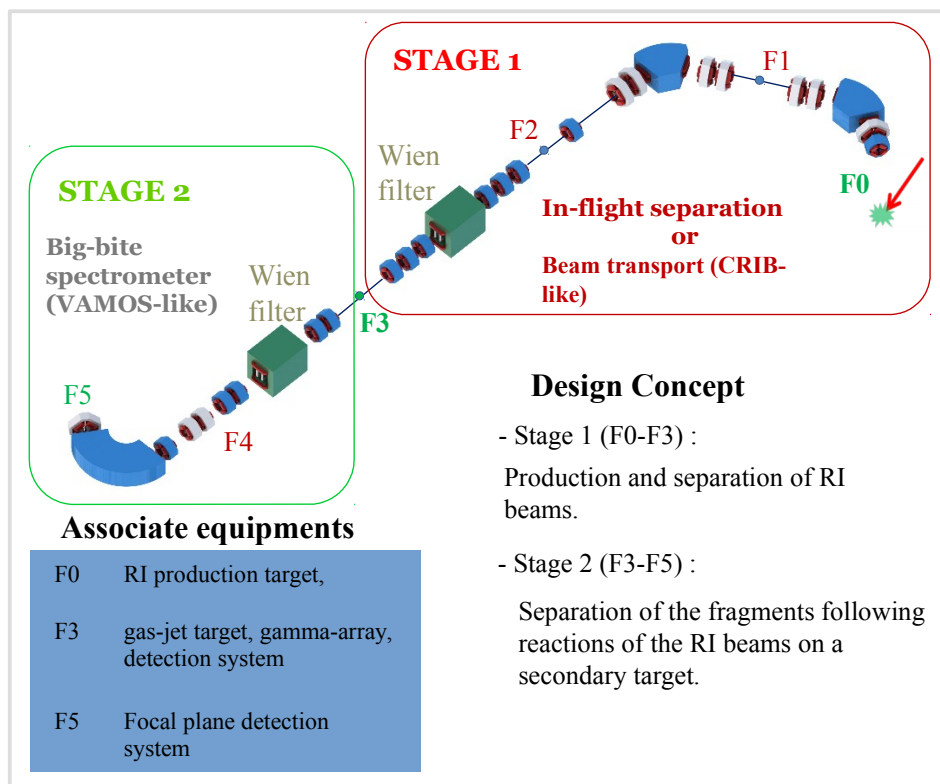 STAGE 1
F1
F2
Wien
filter
F0
In-flight separation
or
Beam transport (CRIB-
like)
STAGE 2
Big-bite
spectrometer
(VAMOS-like)
Wien
filter
F3
F5
F4
Design Concept
- Stage 1 (F0-F3) :
Production and separation of RI
beams.
- Stage 2 (F3-F5) :
Separation of the fragments following
reactions of the RI beams on a
secondary target.
Associate equipments
F0 RI production target,
F3 gas-jet target, gamma-array,
detection system
F5 Focal plane detection
system